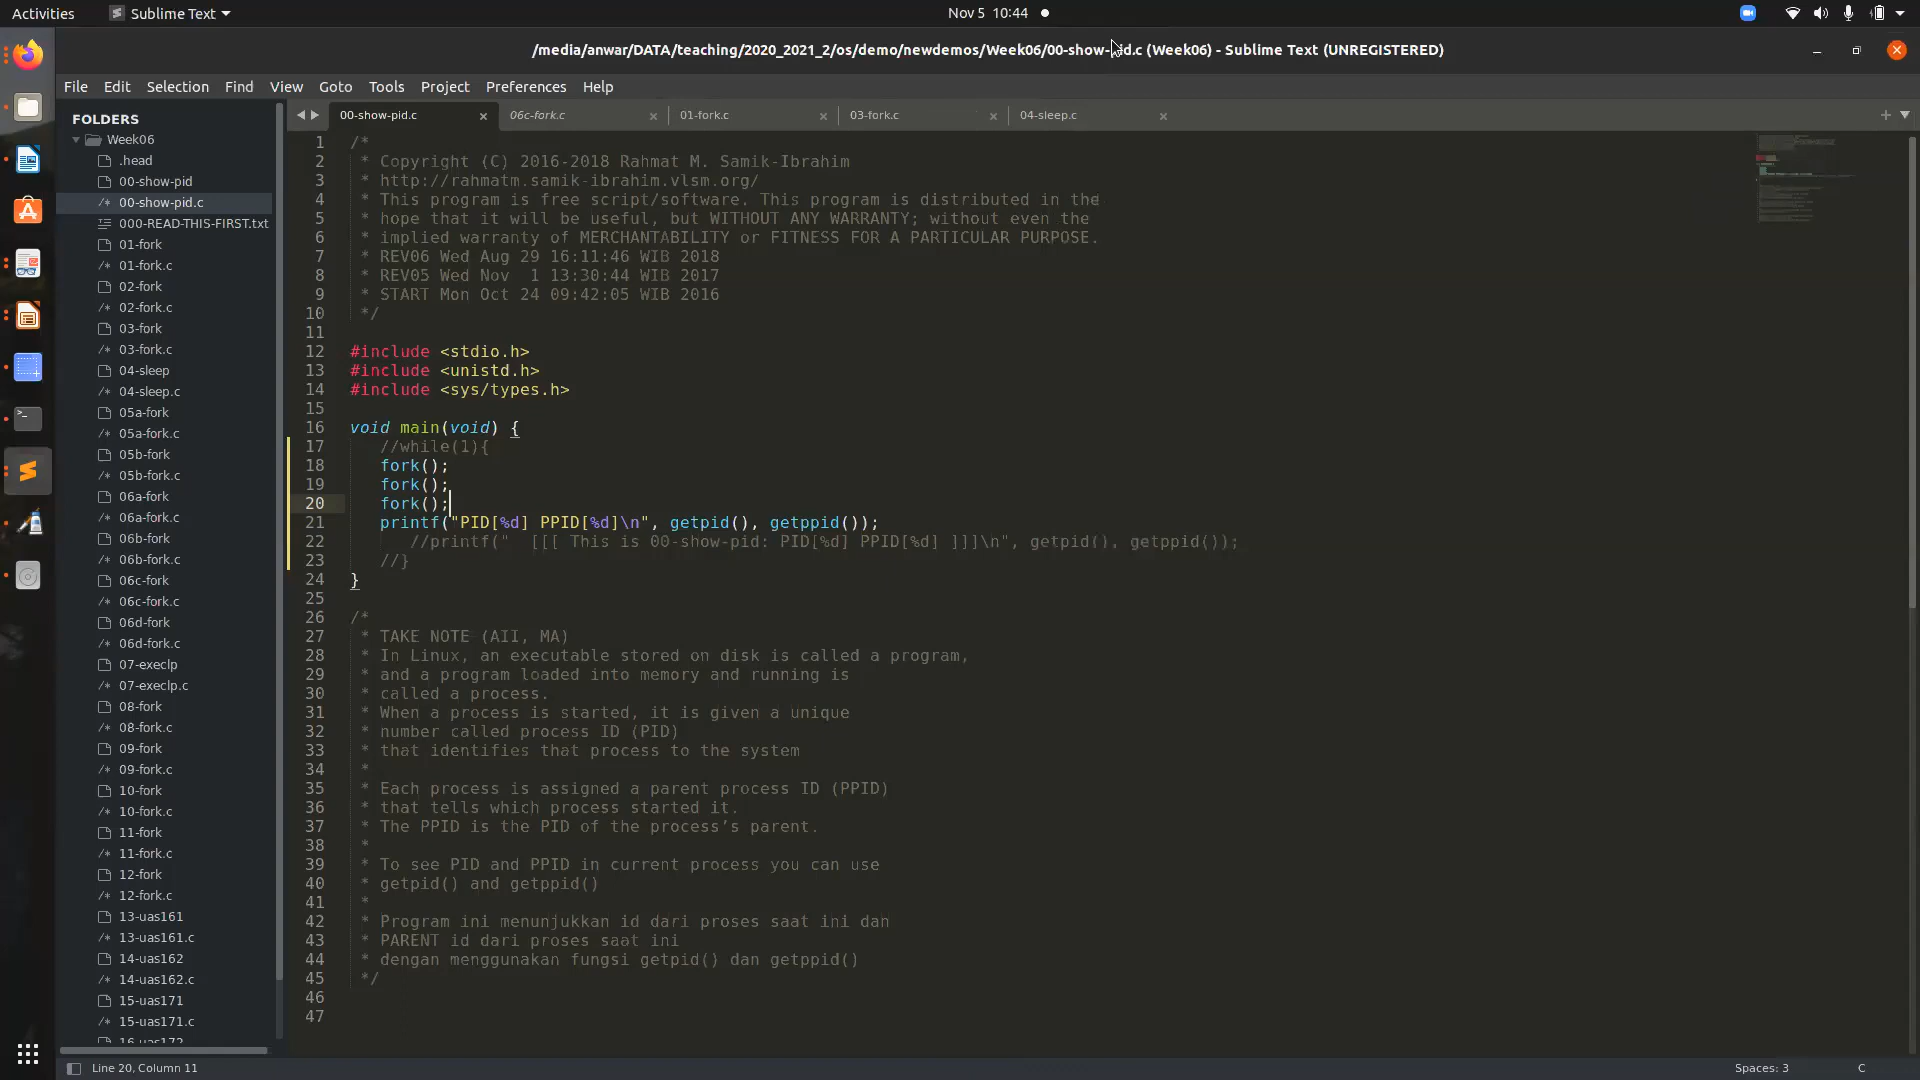 Activities
Sublime Text
Nov 5 10:44
/media/anwar/DATA/teaching/2020_2021_2/os/demo/newdemos/Week06/00-show-pid.c (Week06) - Sublime Text (UNREGISTERED)
File Edit Selection Find View Goto Tools Project Preferences Help
FOLDERS
Week06
.head
00-show-pid
00-show-pid.c
000-READ-THIS-FIRST.txt
01-fork
01-fork.c
02-fork
02-fork.c
03-fork
03-fork.c
04-sleep
04-sleep.c
05a-fork
05a-fork.c
05b-fork
05b-fork.c
06a-fork
06a-fork.c
06b-fork
06b-fork.c
06c-fork
06c-fork.c
06d-fork
06d-fork.c
07-execlp
07-execlp.c
08-fork
08-fork.c
09-fork
09-fork.c
10-fork
10-fork.c
11-fork
11-fork.c
12-fork
12-fork.c
13-uas161
13-uas161.c
14-uas162
14-uas162.c
15-uas171
15-uas171.c
16-uas172
00-show-pid.c 06c-fork.c 01-fork.c 03-fork.c 04-sleep.c
1 /*
2 * Copyright (C) 2016-2018 Rahmat M. Samik-Ibrahim
3 * http://rahmatm.samik-ibrahim.vlsm.org/
4 * This program is free script/software. This program is distributed in the
5 * hope that it will be useful, but WITHOUT ANY WARRANTY; without even the
6 * implied warranty of MERCHANTABILITY or FITNESS FOR A PARTICULAR PURPOSE.
7 * REV06 Wed Aug 29 16:11:46 WIB 2018
8 * REV05 Wed Nov  1 13:30:44 WIB 2017
9 * START Mon Oct 24 09:42:05 WIB 2016
10 */
11
12 #include <stdio.h>
13 #include <unistd.h>
14 #include <sys/types.h>
15
16 void main(void) {
17 //while(1){
18 fork();
19 fork();
20 fork();
21 printf("PID[%d] PPID[%d]\n", getpid(), getppid());
22 //printf("  [[[ This is 00-show-pid: PID[%d] PPID[%d] ]]]\n", getpid(), getppid());
23 //}
24 }
25
26 /*
27 * TAKE NOTE (AII, MA)
28 * In Linux, an executable stored on disk is called a program,
29 * and a program loaded into memory and running is
30 * called a process.
31 * When a process is started, it is given a unique
32 * number called process ID (PID)
33 * that identifies that process to the system
34 *
35 * Each process is assigned a parent process ID (PPID)
36 * that tells which process started it.
37 * The PPID is the PID of the process’s parent.
38 *
39 * To see PID and PPID in current process you can use
40 * getpid() and getppid()
41 *
42 * Program ini menunjukkan id dari proses saat ini dan
43 * PARENT id dari proses saat ini
44 * dengan menggunakan fungsi getpid() dan getppid()
45 */
46
47
Line 20, Column 11
Spaces: 3
C